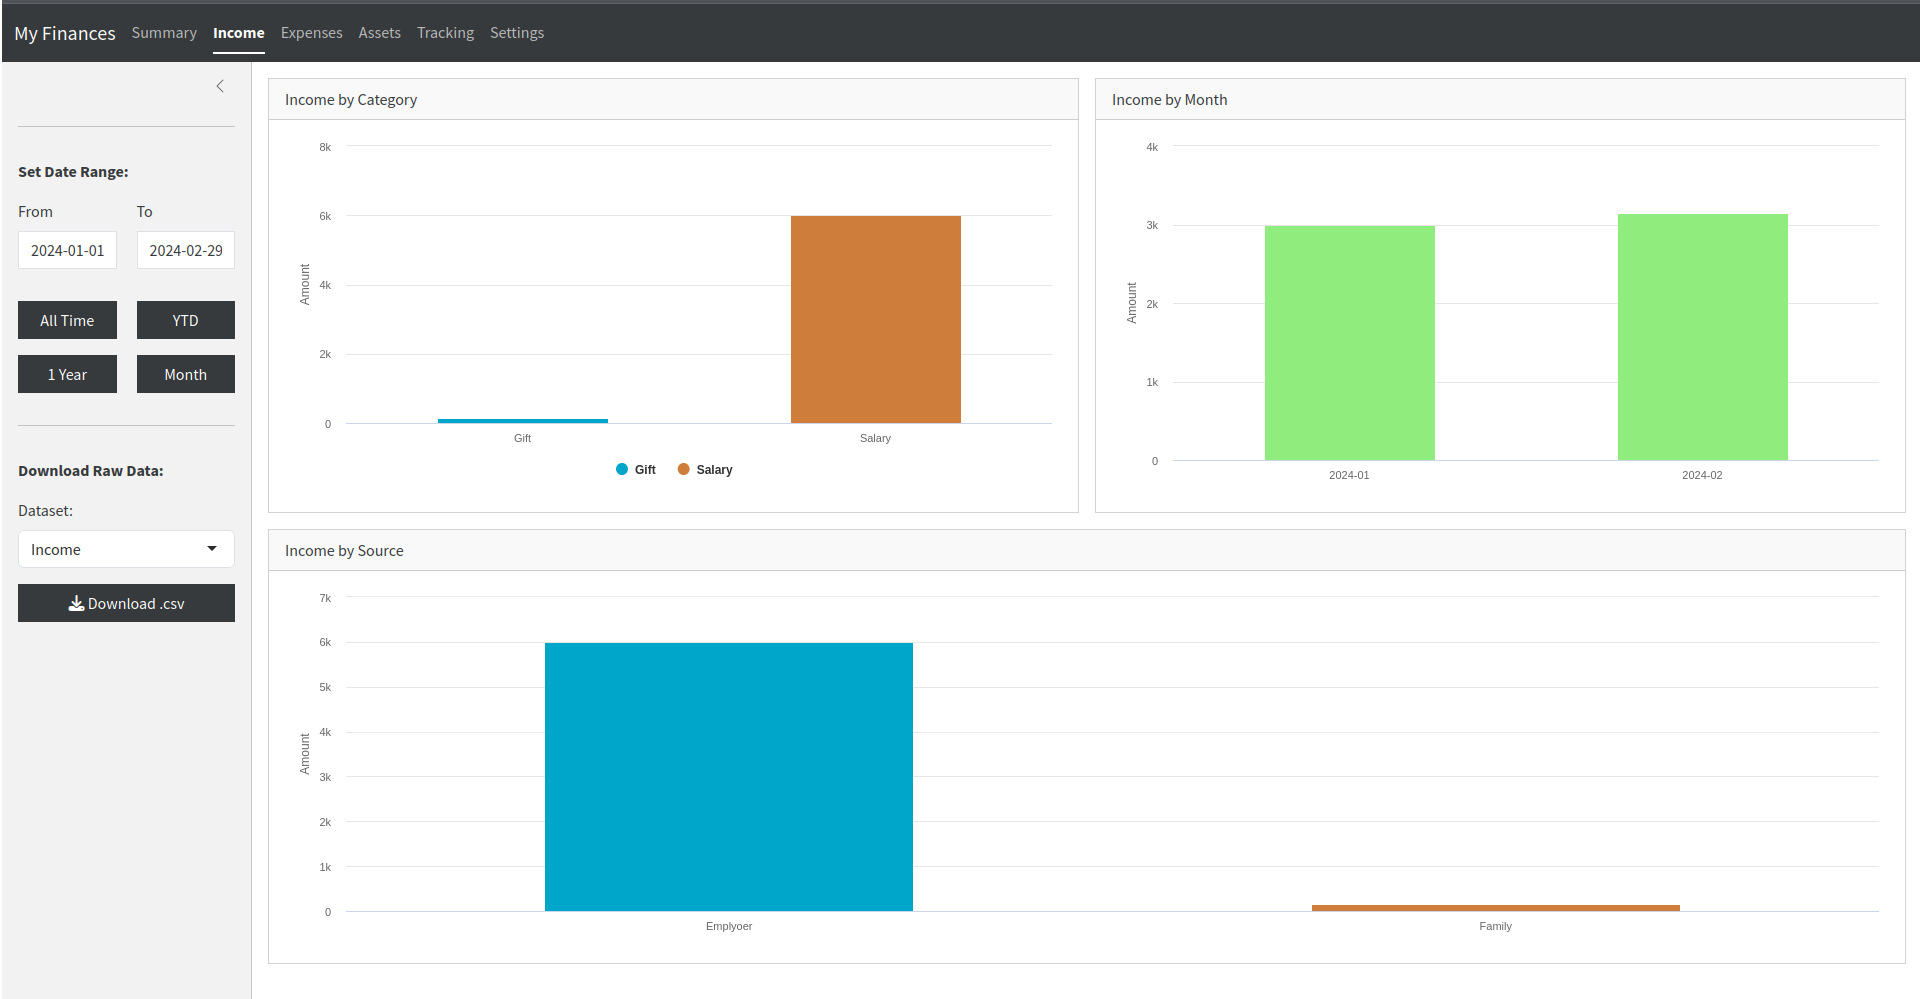 My Finances Summary Income Expenses Assets Tracking Settings
Set Date Range:
From To
2024-01-01 2024-02-29
All Time YTD
1 Year Month
Download Raw Data:
Dataset:
Income
Download .csv
Income by Category
8k
6k
4k
2k
0
Amount
Gift Salary
Gift Salary
Income by Month
4k
3k
2k
1k
0
Amount
2024-01 2024-02
Income by Source
7k
6k
5k
4k
3k
2k
1k
0
Amount
Emplyoer Family